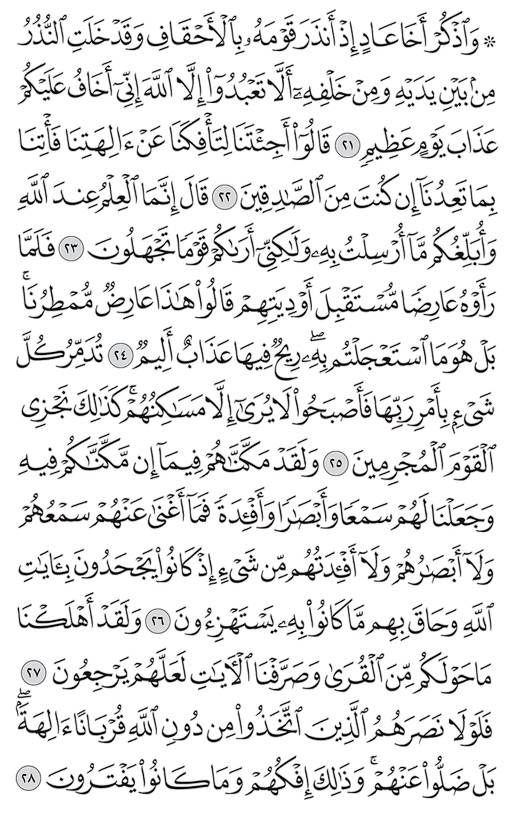 ۞ وَٱذۡكُرۡ أَخَا عَادٍ إِذۡ أَنذَرَ قَوۡمَهُۥ بِٱلۡأَحۡقَافِ وَقَدۡ خَلَتِ ٱلنُّذُرُ
مِنۢ بَيۡنِ يَدَيۡهِ وَمِنۡ خَلۡفِهِۦٓ أَلَّا تَعۡبُدُوٓاْ إِلَّا ٱللَّهَ إِنِّيٓ أَخَافُ عَلَيۡكُمۡ
عَذَابَ يَوۡمٍ عَظِيمٖ ٢١ قَالُوٓاْ أَجِئۡتَنَا لِتَأۡفِكَنَا عَنۡ ءَالِهَتِنَا فَأۡتِنَا
بِمَا تَعِدُنَآ إِن كُنتَ مِنَ ٱلصَّٰدِقِينَ ٢٢ قَالَ إِنَّمَا ٱلۡعِلۡمُ عِندَ ٱللَّهِ
وَأُبَلِّغُكُم مَّآ أُرۡسِلۡتُ بِهِۦ وَلَٰكِنِّيٓ أَرَىٰكُمۡ قَوۡمٗا تَجۡهَلُونَ ٢٣ فَلَمَّا
رَأَوۡهُ عَارِضٗا مُّسۡتَقۡبِلَ أَوۡدِيَتِهِمۡ قَالُواْ هَٰذَا عَارِضٞ مُّمۡطِرُنَاۚ
بَلۡ هُوَ مَا ٱسۡتَعۡجَلۡتُم بِهِۦۖ رِيحٞ فِيهَا عَذَابٌ أَلِيمٞ ٢٤ تُدَمِّرُ كُلَّ
شَيۡءِۭ بِأَمۡرِ رَبِّهَا فَأَصۡبَحُواْ لَا يُرَىٰٓ إِلَّا مَسَٰكِنُهُمۡۚ كَذَٰلِكَ نَجۡزِي
ٱلۡقَوۡمَ ٱلۡمُجۡرِمِينَ ٢٥ وَلَقَدۡ مَكَّنَّٰهُمۡ فِيمَآ إِن مَّكَّنَّٰكُمۡ فِيهِ
وَجَعَلۡنَا لَهُمۡ سَمۡعٗا وَأَبۡصَٰرٗا وَأَفۡـِٔدَةٗ فَمَآ أَغۡنَىٰ عَنۡهُمۡ سَمۡعُهُمۡ
وَلَآ أَبۡصَٰرُهُمۡ وَلَآ أَفۡـِٔدَتُهُم مِّن شَيۡءٍ إِذۡ كَانُواْ يَجۡحَدُونَ بِـَٔايَٰتِ
ٱللَّهِ وَحَاقَ بِهِم مَّا كَانُواْ بِهِۦ يَسۡتَهۡزِءُونَ ٢٦ وَلَقَدۡ أَهۡلَكۡنَا
مَا حَوۡلَكُم مِّنَ ٱلۡقُرَىٰ وَصَرَّفۡنَا ٱلۡأٓيَٰتِ لَعَلَّهُمۡ يَرۡجِعُونَ ٢٧
فَلَوۡلَا نَصَرَهُمُ ٱلَّذِينَ ٱتَّخَذُواْ مِن دُونِ ٱللَّهِ قُرۡبَانًا ءَالِهَةَۢۖ
بَلۡ ضَلُّواْ عَنۡهُمۡۚ وَذَٰلِكَ إِفۡكُهُمۡ وَمَا كَانُواْ يَفۡتَرُونَ ٢٨